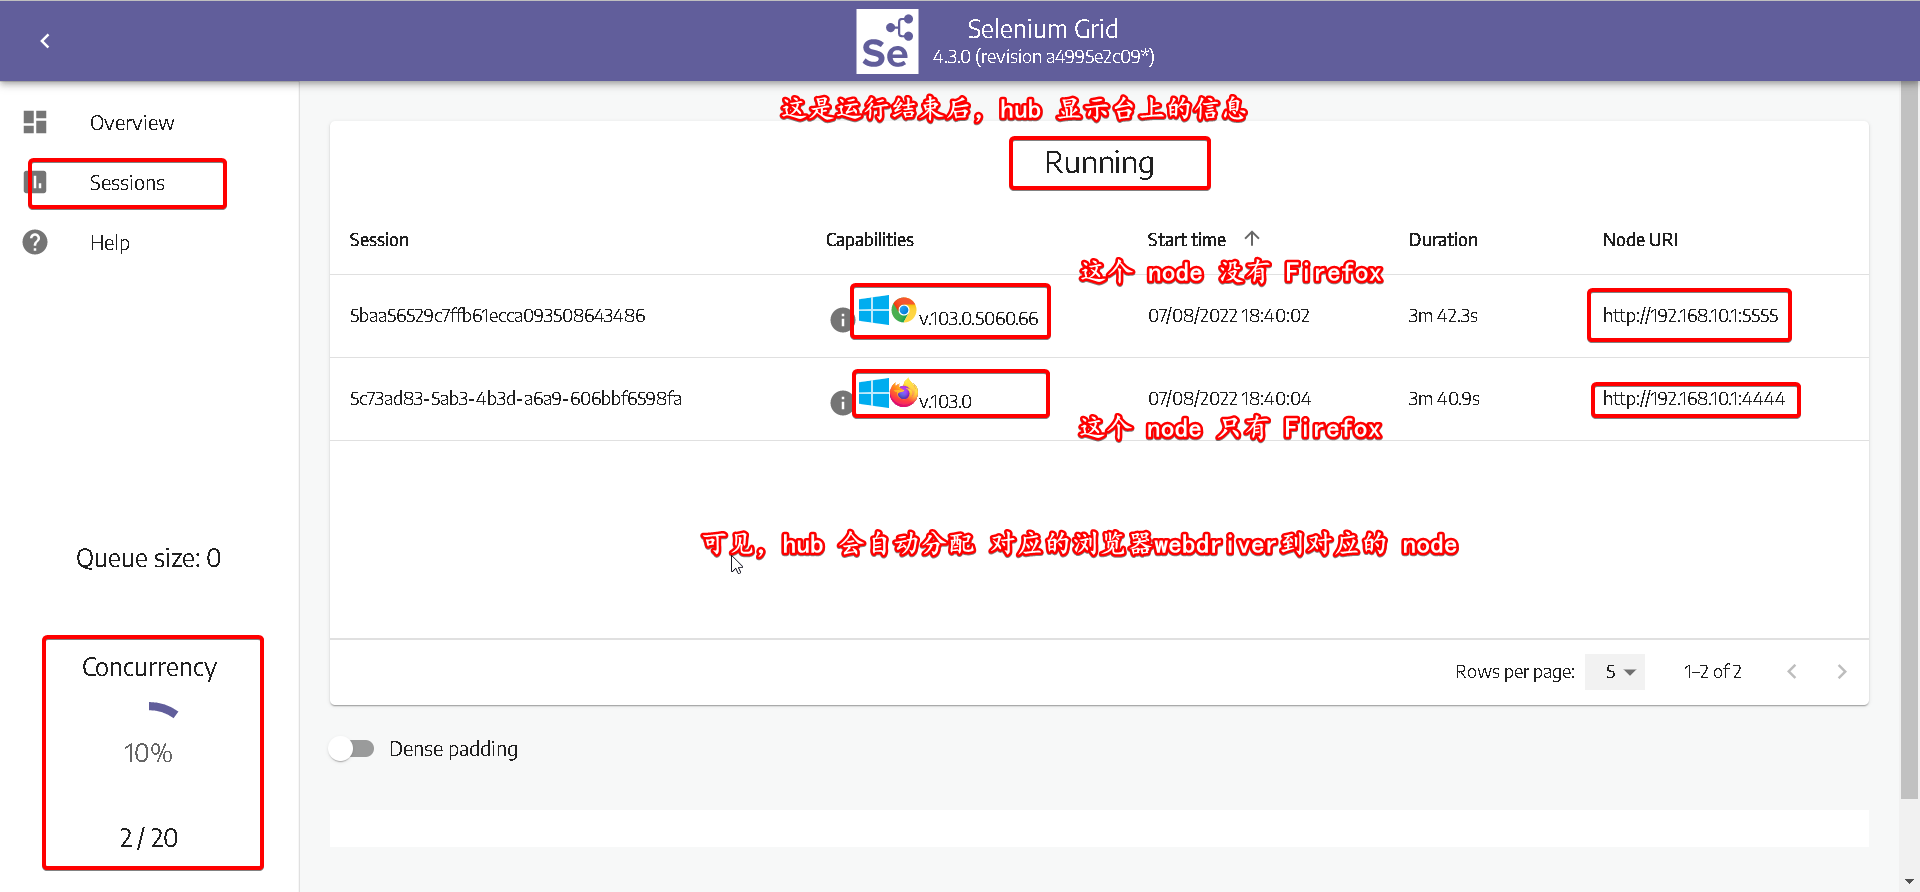 Se
Selenium Grid
4.3.0 (revision a4995e2c09*)
Overview
Sessions
Help
Queue size: 0
Concurrency
10%
2 / 20
这是运行结束后，hub 显示台上的信息
Running
Session Capabilities Start time Duration Node URI
这个 node 没有 Firefox
5baa56529c7ffb61ecca093508643486 v.103.0.5060.66 07/08/2022 18:40:02 3m 42.3s http://192.168.10.1:5555
5c73ad83-5ab3-4b3d-a6a9-606bbf6598fa v.103.0 07/08/2022 18:40:04 3m 40.9s http://192.168.10.1:4444
这个 node 只有 Firefox
可见，hub 会自动分配 对应的浏览器webdriver到对应的 node
Rows per page: 5 1-2 of 2
Dense padding